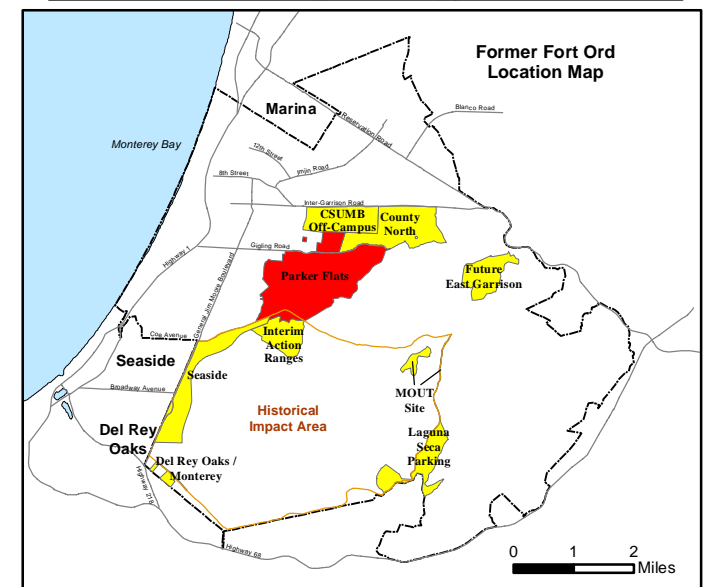 Former Fort Ord
Location Map
Marina
Blanco Road
Reservation Road
Monterey Bay
12th Street
Imjin Road
8th Street
Inter-Garrison Road
CSUMB
Off-Campus
County
North
Gigling Road
Highway 1
Parker Flats
Future
East Garrison
General Jim Moore Boulevard
Coe Avenue
Interim
Action
Ranges
Seaside
Seaside
MOUT
Site
Broadway Avenue
Historical
Impact Area
Del Rey
Oaks
Laguna
Seca
Parking
Del Rey Oaks /
Monterey
Highway 218
Highway 68
0 1 2
Miles